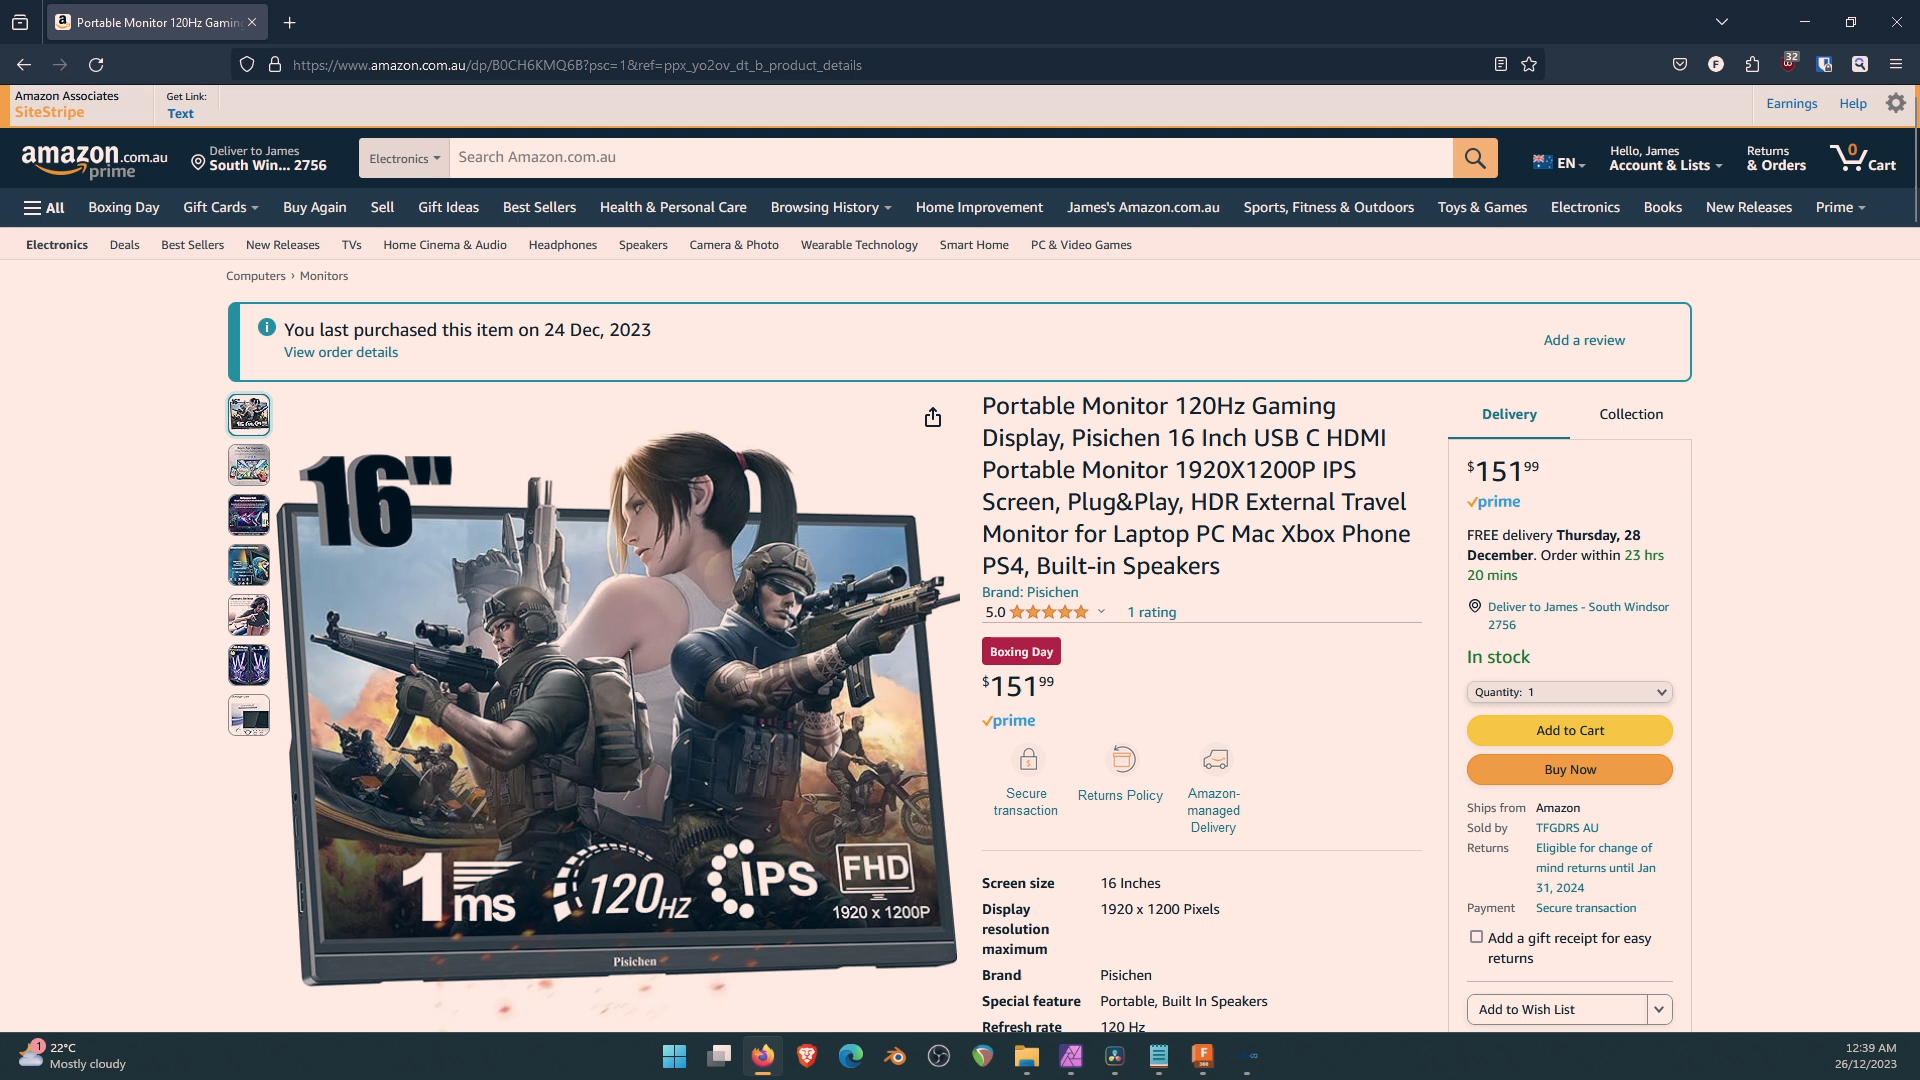 Portable Monitor 120Hz Gaming
https://www.amazon.com.au/dp/B0CH6KMQ6B?psc=1&ref=ppx_yo2ov_dt_b_product_details
32
Amazon Associates
SiteStripe
Get Link:
Text
Earnings
Help
amazon.com.au
prime
Deliver to James
South Win... 2756
Electronics
Search Amazon.com.au
EN
Hello, James
Account & Lists
Returns
& Orders
0
Cart
All
Boxing Day
Gift Cards
Buy Again
Sell
Gift Ideas
Best Sellers
Health & Personal Care
Browsing History
Home Improvement
James's Amazon.com.au
Sports, Fitness & Outdoors
Toys & Games
Electronics
Books
New Releases
Prime
Electronics
Deals
Best Sellers
New Releases
TVs
Home Cinema & Audio
Headphones
Speakers
Camera & Photo
Wearable Technology
Smart Home
PC & Video Games
Computers › Monitors
You last purchased this item on 24 Dec, 2023
View order details
Add a review
16"
1ms
120HZ
IPS
FHD
1920 x 1200P
Pisichen
Portable Monitor 120Hz Gaming
Display, Pisichen 16 Inch USB C HDMI
Portable Monitor 1920X1200P IPS
Screen, Plug&Play, HDR External Travel
Monitor for Laptop PC Mac Xbox Phone
PS4, Built-in Speakers
Brand: Pisichen
5.0
1 rating
Boxing Day
$151 99
prime
Secure
transaction
Returns Policy
Amazon-
managed
Delivery
Screen size 16 Inches
Display 1920 x 1200 Pixels
resolution
maximum
Brand Pisichen
Special feature Portable, Built In Speakers
Refresh rate 120 Hz
Delivery
Collection
$151 99
prime
FREE delivery Thursday, 28
December. Order within 23 hrs
20 mins
Deliver to James - South Windsor
2756
In stock
Quantity: 1
Add to Cart
Buy Now
Ships from Amazon
Sold by TFGDRS AU
Returns Eligible for change of
mind returns until Jan
31, 2024
Payment Secure transaction
Add a gift receipt for easy
returns
Add to Wish List
1
22°C
Mostly cloudy
12:39 AM
26/12/2023